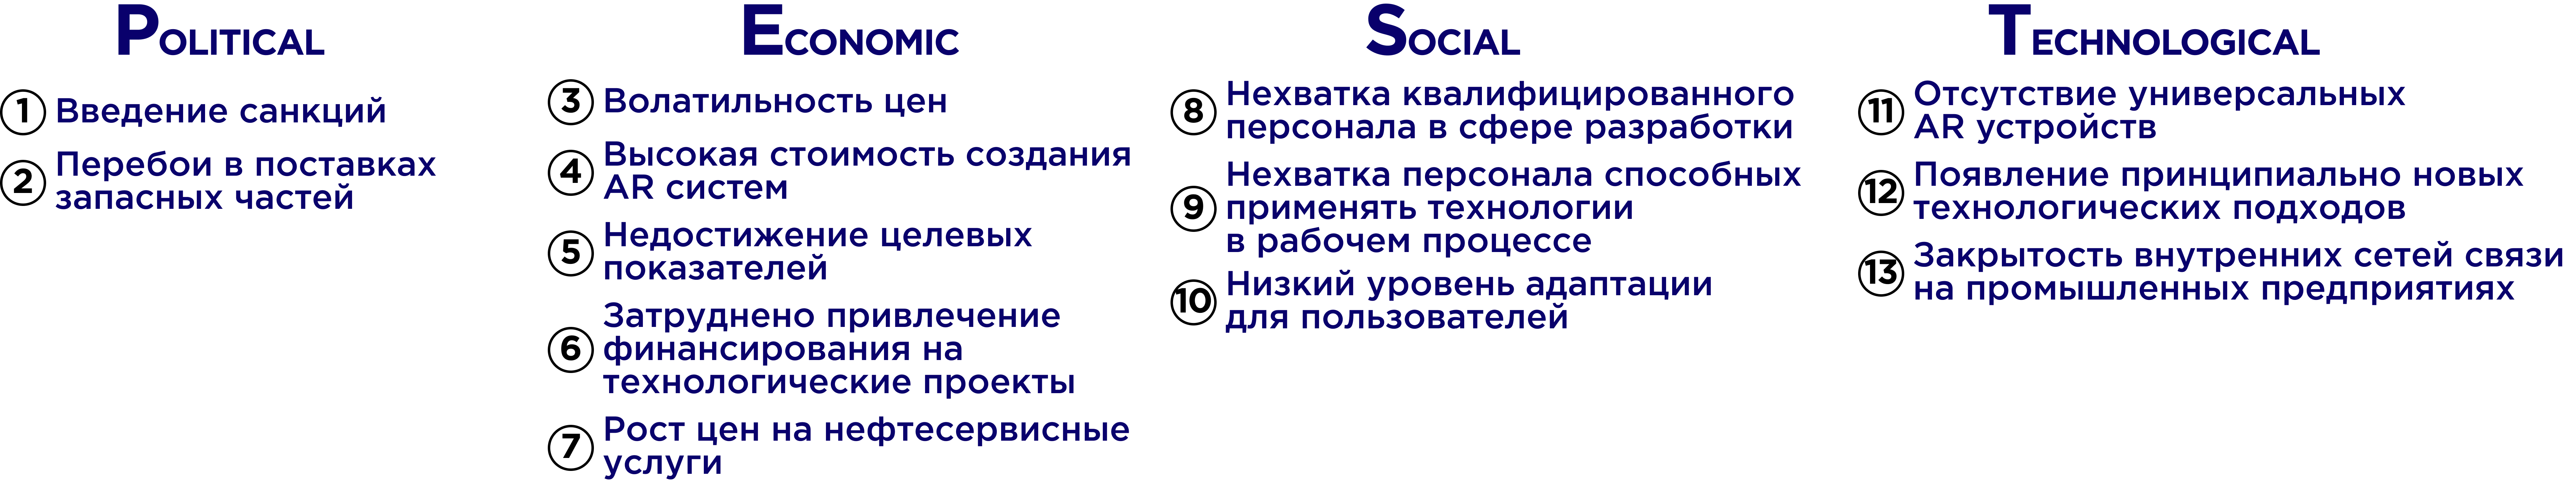 POLITICAL
1
Введение санкций
2
Перебои в поставках
запасных частей
ECONOMIC
3
Волатильность цен
4
Высокая стоимость создания
AR систем
5
Недостижение целевых
показателей
6
Затруднено привлечение
финансирования на
технологические проекты
7
Рост цен на нефтесервисные
услуги
SOCIAL
8
Нехватка квалифицированного
персонала в сфере разработки
9
Нехватка персонала способных
применять технологии
в рабочем процессе
10
Низкий уровень адаптации
для пользователей
TECHNOLOGICAL
11
Отсутствие универсальных
AR устройств
12
Появление принципиально новых
технологических подходов
13
Закрытость внутренних сетей связи
на промышленных предприятиях